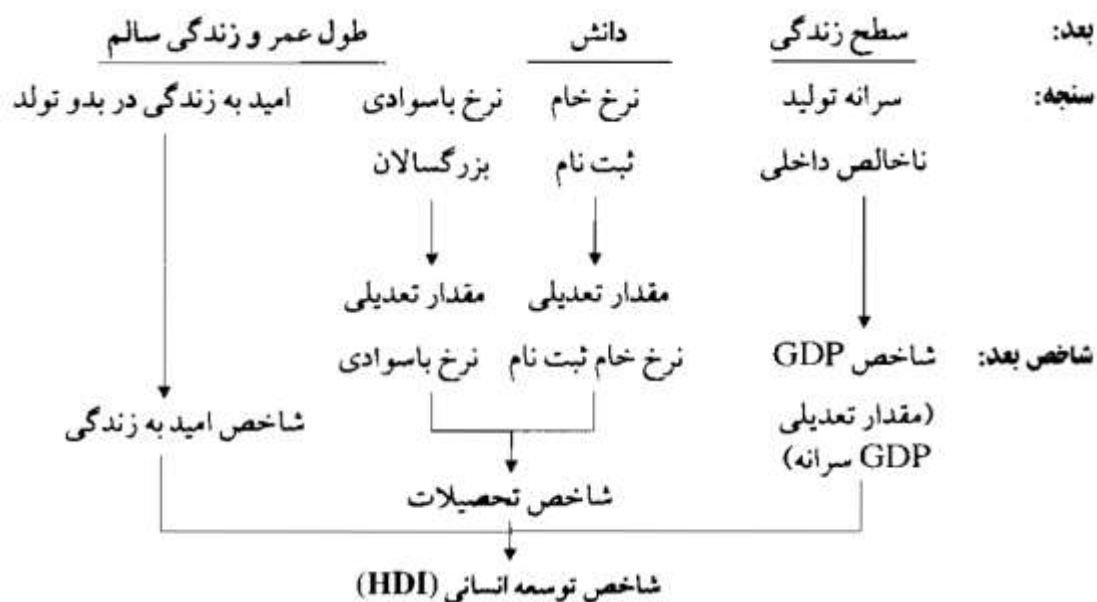 بعد: سطح زندگی دانش طول عمر و زندگی سالم
سنجه: سرانه تولید نرخ خام نرخ باسوادی امید به زندگی در بدو تولد
ناخالص داخلی ثبت نام بزرگسالان
مقدار تعدیلی مقدار تعدیلی
شاخص بعد: شاخص GDP نرخ خام ثبت نام نرخ باسوادی
(مقدار تعدیلی شاخص امید به زندگی
GDP سرانه)
شاخص تحصیلات
شاخص توسعه انسانی (HDI)